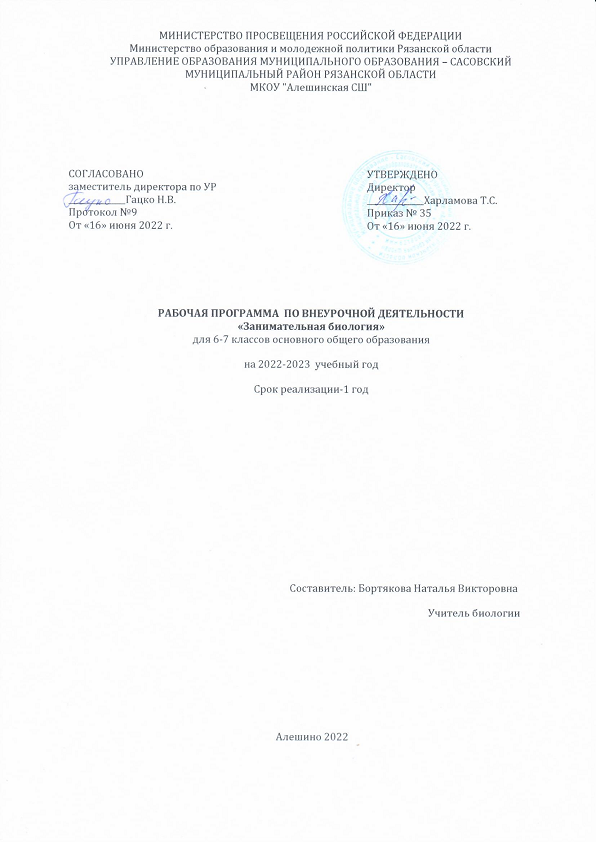 МИНИСТЕРСТВО ПРОСВЕЩЕНИЯ РОССИЙСКОЙ ФЕДЕРАЦИИ
Министерство образования и молодежной политики Рязанской области
УПРАВЛЕНИЕ ОБРАЗОВАНИЯ МУНИЦИПАЛЬНОГО ОБРАЗОВАНИЯ – САСОВСКИЙ
МУНИЦИПАЛЬНЫЙ РАЙОН РЯЗАНСКОЙ ОБЛАСТИ
МКОУ "Алешинская СШ"
СОГЛАСОВАНО
заместитель директора по УР
Гацко Н.В.
Протокол №9
От «16» июня 2022 г.
УТВЕРЖДЕНО
Директор
Харламова Т.С.
Приказ № 35
От «16» июня 2022 г.
РАБОЧАЯ ПРОГРАММА ПО ВНЕУРОЧНОЙ ДЕЯТЕЛЬНОСТИ
«Занимательная биология»
для 6-7 классов основного общего образования
на 2022-2023 учебный год
Срок реализации-1 год
Составитель: Бортякова Наталья Викторовна
Учитель биологии
Алешино 2022